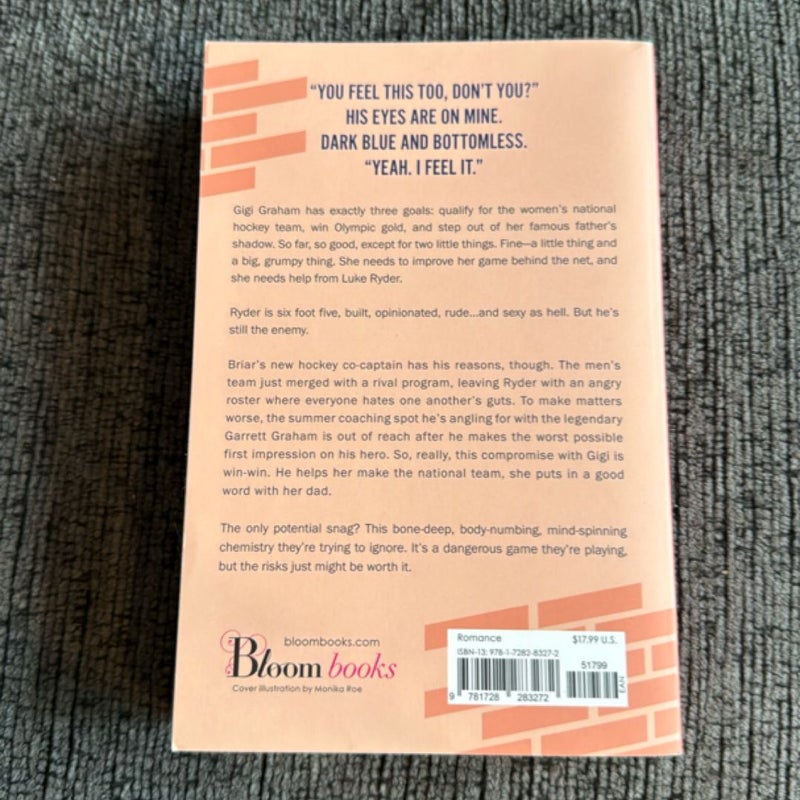 “YOU FEEL THIS TOO, DON’T YOU?”
HIS EYES ARE ON MINE.
DARK BLUE AND BOTTOMLESS.
“YEAH. I FEEL IT.”
Gigi Graham has exactly three goals: qualify for the women’s national
hockey team, win Olympic gold, and step out of her famous father’s
shadow. So far, so good, except for two little things. Fine—a little thing and
a big, grumpy thing. She needs to improve her game behind the net, and
she needs help from Luke Ryder.
Ryder is six foot five, built, opinionated, rude...and sexy as hell. But he’s
still the enemy.
Briar’s new hockey co-captain has his reasons, though. The men’s
team just merged with a rival program, leaving Ryder with an angry
roster where everyone hates one another’s guts. To make matters
worse, the summer coaching spot he’s angling for with the legendary
Garrett Graham is out of reach after he makes the worst possible
first impression on his hero. So, really, this compromise with Gigi is
win-win. He helps her make the national team, she puts in a good
word with her dad.
The only potential snag? This bone-deep, body-numbing, mind-spinning
chemistry they’re trying to ignore. It’s a dangerous game they’re playing,
but the risks just might be worth it.
bloombooks.com
Bloom books
Cover illustration by Monika Roe
Romance $17.99 U.S.
ISBN-13: 978-1-7282-8327-2
51799
9 781728 283272
EAN